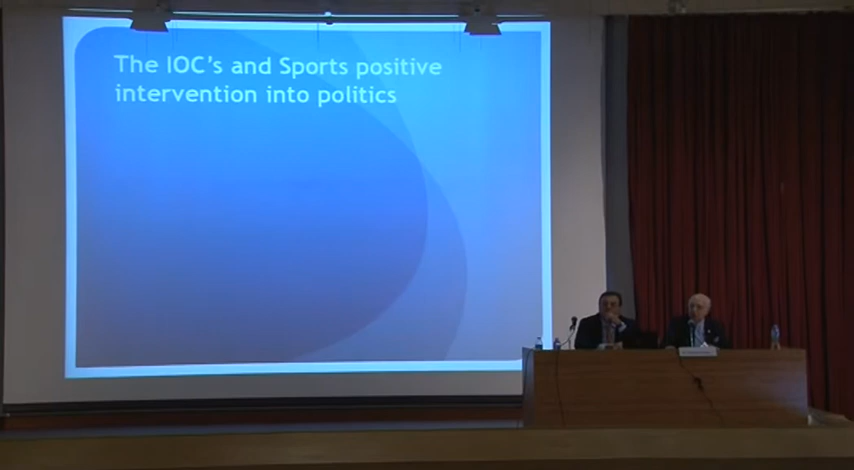 The IOC's and Sports positive
intervention into politics